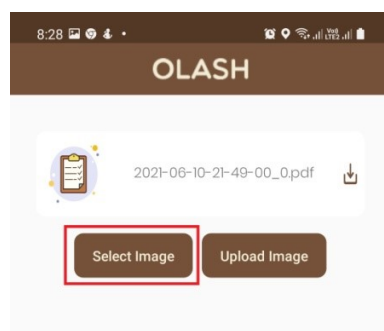 8:28
OLASH
2021-06-10-21-49-00_0.pdf
Select Image
Upload Image